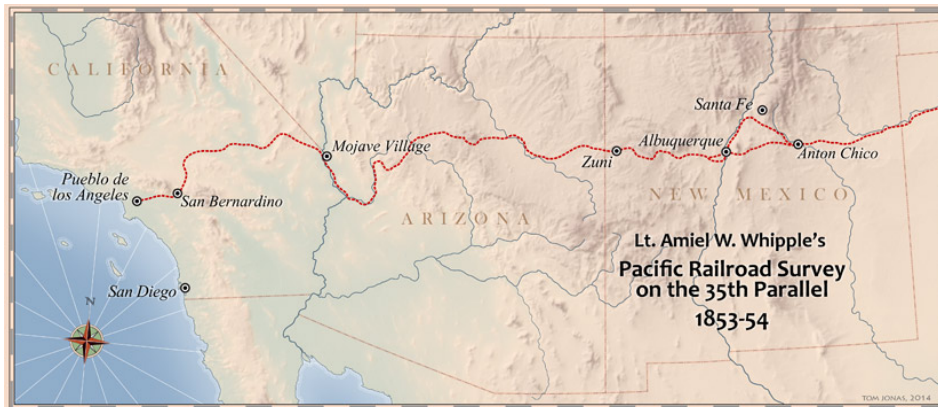 CALIFORNIA
Santa Fe
Mojave Village
Albuquerque
Anton Chico
Zuni
Pueblo de
los Angeles
San Bernardino
NEW MEXICO
ARIZONA
Lt. Amiel W. Whipple's
Pacific Railroad Survey
on the 35th Parallel
1853-54
San Diego
N
TOM JONAS, 2014